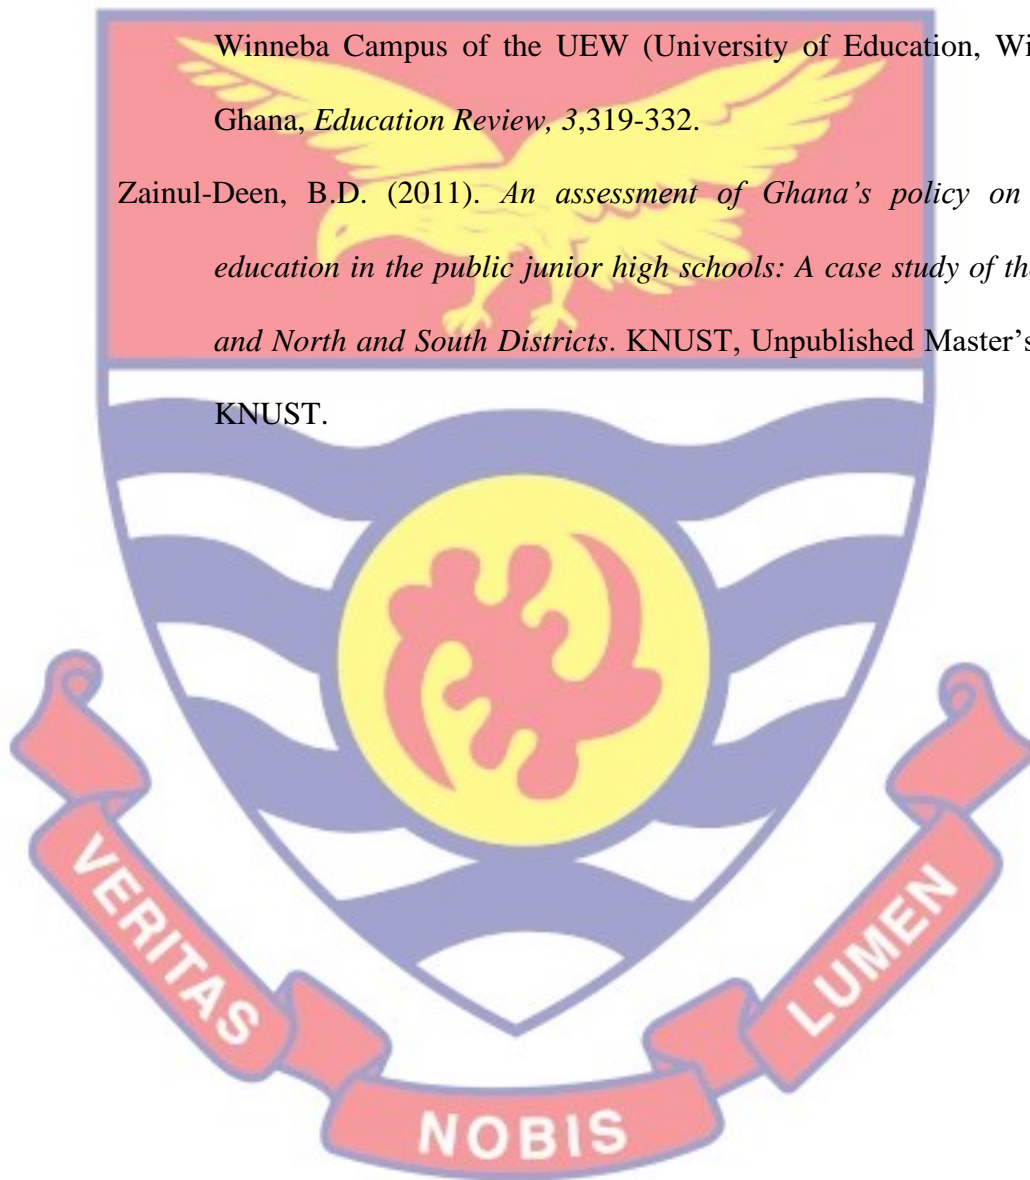 Winneba Campus of the UEW (University of Education, Wi
Ghana, Education Review, 3,319-332.
Zainul-Deen, B.D. (2011). An assessment of Ghana’s policy on
education in the public junior high schools: A case study of the
and North and South Districts. KNUST, Unpublished Master’s
KNUST.
VERITAS
NOBIS
LUMEN